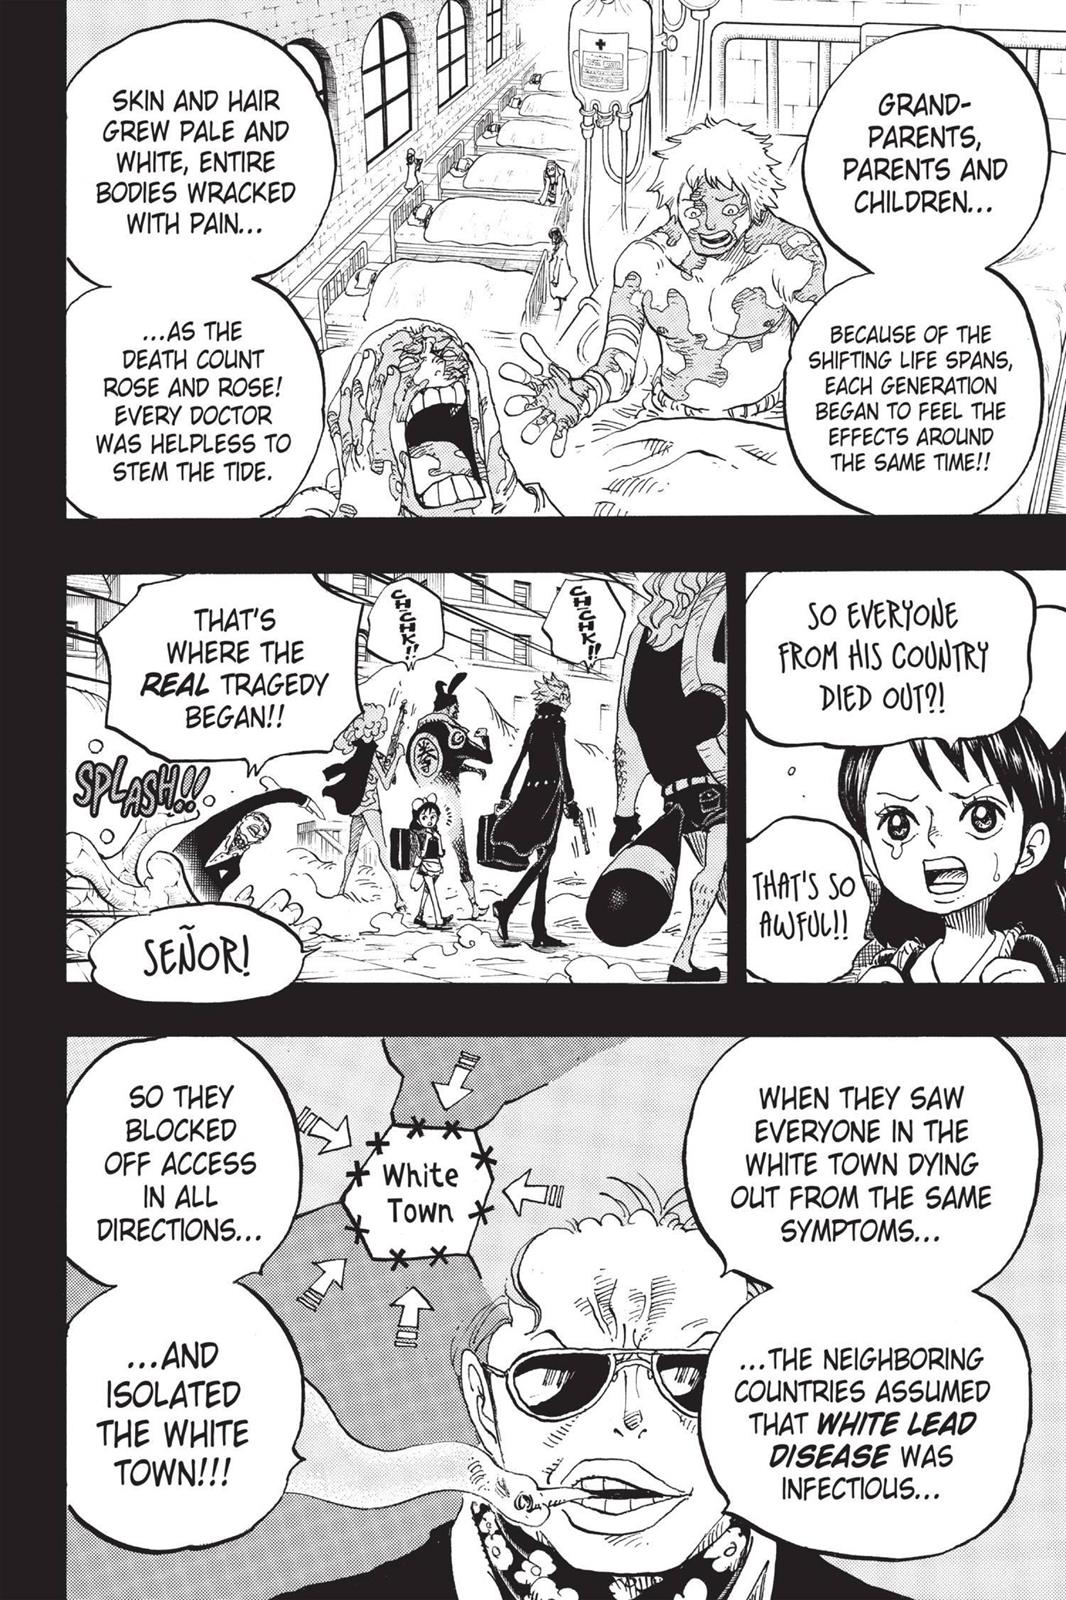 GRAND-
PARENTS,
PARENTS AND
CHILDREN...
BECAUSE OF THE
SHIFTING LIFE SPANS,
EACH GENERATION
BEGAN TO FEEL THE
EFFECTS AROUND
THE SAME TIME!!
SKIN AND HAIR
GREW PALE AND
WHITE, ENTIRE
BODIES WRACKED
WITH PAIN...
...AS THE
DEATH COUNT
ROSE AND ROSE!
EVERY DOCTOR
WAS HELPLESS TO
STEM THE TIDE.
SO EVERYONE
FROM HIS COUNTRY
DIED OUT?!
THAT'S SO
AWFUL!!
CH-CHK!!
CH-CHK!!
THAT'S
WHERE THE
REAL TRAGEDY
BEGAN!!
SPLASH!!
SEÑOR!
WHEN THEY SAW
EVERYONE IN THE
WHITE TOWN DYING
OUT FROM THE SAME
SYMPTOMS...
...THE NEIGHBORING
COUNTRIES ASSUMED
THAT WHITE LEAD
DISEASE WAS
INFECTIOUS...
White
Town
SO THEY
BLOCKED
OFF ACCESS
IN ALL
DIRECTIONS...
...AND
ISOLATED
THE WHITE
TOWN!!!